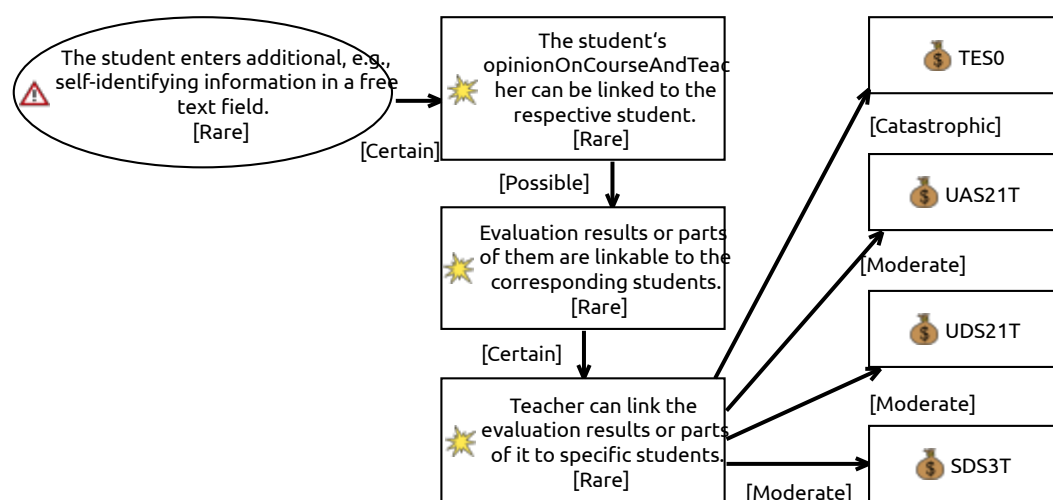 The student enters additional, e.g.,
self-identifying information in a free
text field.
[Rare]
[Certain]
The student's
opinionOnCourseAndTeac
her can be linked to the
respective student.
[Rare]
[Possible]
Evaluation results or parts
of them are linkable to the
corresponding students.
[Rare]
[Certain]
Teacher can link the
evaluation results or parts
of it to specific students.
[Rare]
TES0
[Catastrophic]
UAS21T
[Moderate]
UDS21T
[Moderate]
SDS3T
[Moderate]